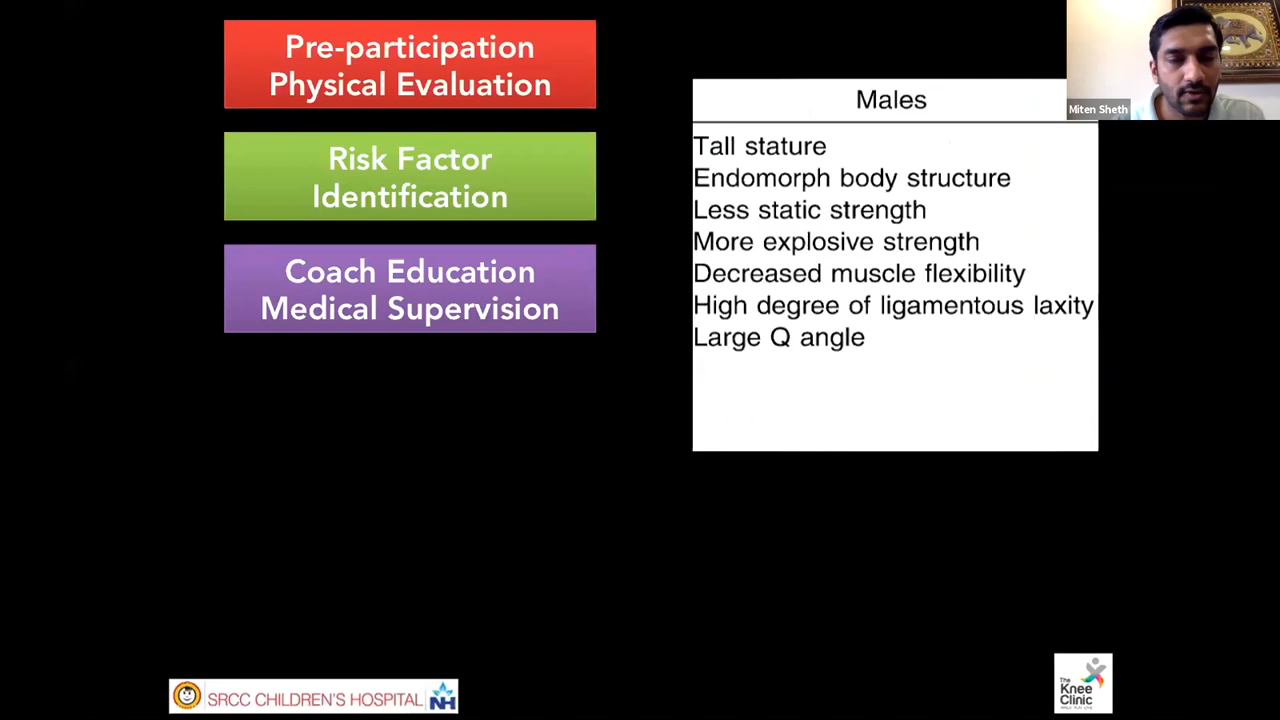 Pre-participation
Physical Evaluation
Risk Factor
Identification
Coach Education
Medical Supervision
Males
Tall stature
Endomorph body structure
Less static strength
More explosive strength
Decreased muscle flexibility
High degree of ligamentous laxity
Large Q angle
Miten Sheth
SRCC CHILDREN'S HOSPITAL NH
The
Knee
Clinic